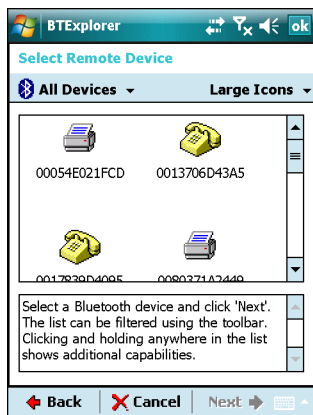 BTExplorer ok
Select Remote Device
All Devices Large Icons
00054E021FCD 0013706D43A5
0017839D4095 0080371A2449
Select a Bluetooth device and click 'Next'.
The list can be filtered using the toolbar.
Clicking and holding anywhere in the list
shows additional capabilities.
Back Cancel Next